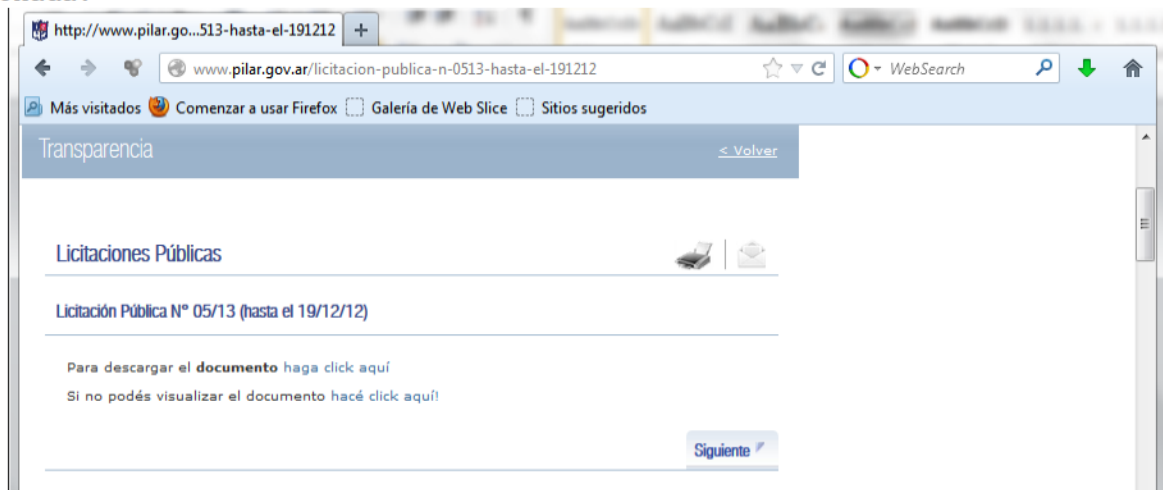 http://www.pilar.go...513-hasta-el-191212 +
www.pilar.gov.ar/licitacion-publica-n-0513-hasta-el-191212 WebSearch
Más visitados Comenzar a usar Firefox Galería de Web Slice Sitios sugeridos
Transparencia < Volver
Licitaciones Públicas
Licitación Pública Nº 05/13 (hasta el 19/12/12)
Para descargar el documento haga click aquí
Si no podés visualizar el documento hacé click aquí!
Siguiente